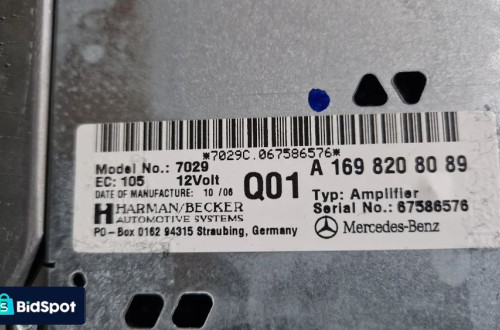 *7029C.067586576*
Model No.: 7029
EC: 105 12Volt
DATE OF MANUFACTURE: 10 /06
HARMAN/BECKER
AUTOMOTIVE SYSTEMS
PO-Box 0162 94315 Straubing, Germany
Q01
A 169 820 80 89
Typ: Amplifier
Serial No.: 67586576
Mercedes-Benz
BidSpot